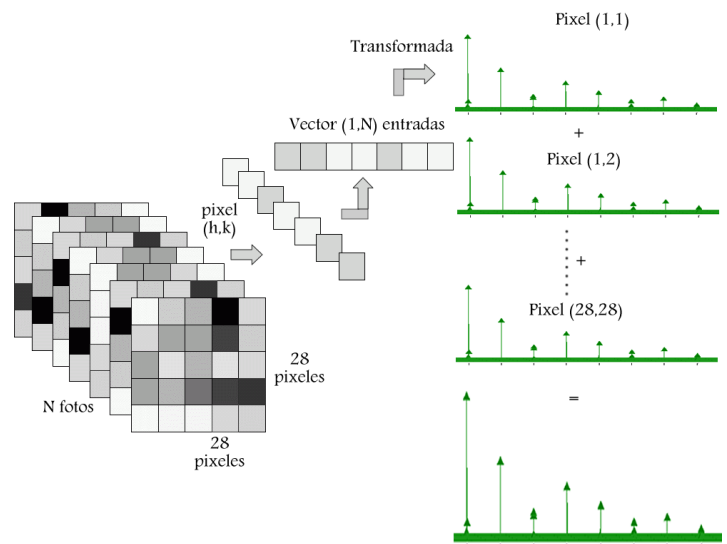 Pixel (1,1)
Transformada
+
Vector (1,N) entradas
Pixel (1,2)
pixel
(h,k)
+
Pixel (28,28)
28
pixeles
=
N fotos
28
pixeles